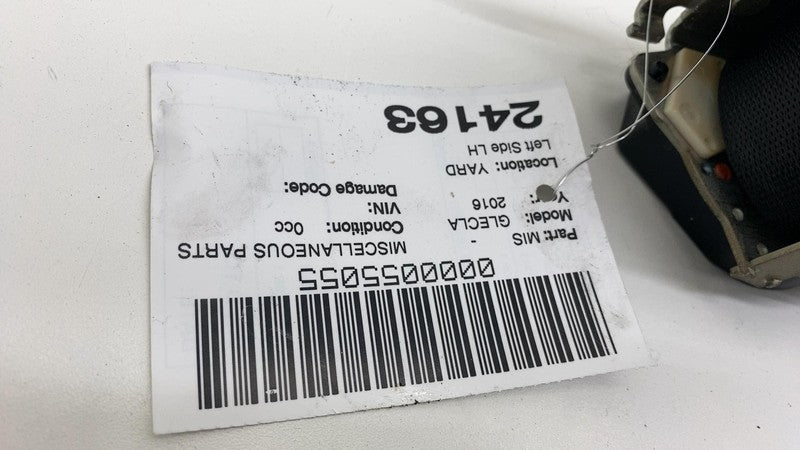 0000055055
Part: MIS - MISCELLANEOUS PARTS
Model: GLECLA Condition: 0cc
Year: 2016 VIN:
Damage Code:
Location: YARD
Left Side LH
24163